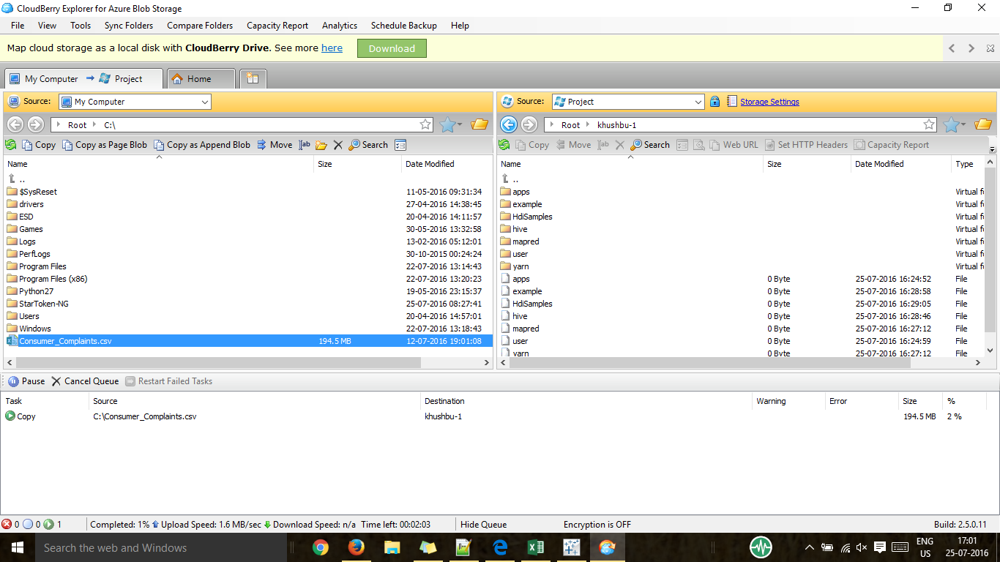 CloudBerry Explorer for Azure Blob Storage
File View Tools Sync Folders Compare Folders Capacity Report Analytics Schedule Backup Help
Map cloud storage as a local disk with CloudBerry Drive. See more here Download
My Computer Project Home
Source: My Computer
Root C:\
Copy Copy as Page Blob Copy as Append Blob Move Search
Name Size Date Modified
..
$SysReset 11-05-2016 09:31:34
drivers 27-04-2016 14:38:45
ESD 20-04-2016 14:11:57
Games 30-05-2016 13:32:58
Logs 13-02-2016 05:12:01
PerfLogs 30-10-2015 00:24:24
Program Files 22-07-2016 13:14:43
Program Files (x86) 22-07-2016 13:20:23
Python27 19-05-2016 23:15:37
StarToken-NG 25-07-2016 08:27:41
Users 20-04-2016 14:57:01
Windows 22-07-2016 13:18:43
Consumer_Complaints.csv 194.5 MB 12-07-2016 19:01:08
Source: Project Storage Settings
Root khushbu-1
Copy Move Search Web URL Set HTTP Headers Capacity Report
Name Size Date Modified Type
..
apps Virtual f
example Virtual f
HdiSamples Virtual f
hive Virtual f
mapred Virtual f
user Virtual f
yarn Virtual f
apps 0 Byte 25-07-2016 16:24:52 File
example 0 Byte 25-07-2016 16:28:58 File
HdiSamples 0 Byte 25-07-2016 16:29:05 File
hive 0 Byte 25-07-2016 16:28:46 File
mapred 0 Byte 25-07-2016 16:27:12 File
user 0 Byte 25-07-2016 16:24:59 File
yarn 0 Byte 25-07-2016 16:27:12 File
Pause Cancel Queue Restart Failed Tasks
Task Source Destination Warning Error Size %
Copy C:\Consumer_Complaints.csv khushbu-1 194.5 MB 2 %
0 0 1 Completed: 1% Upload Speed: 1.6 MB/sec Download Speed: n/a Time left: 00:02:03 Hide Queue Encryption is OFF Build: 2.5.0.11
Search the web and Windows
ENG 17:01
US 25-07-2016